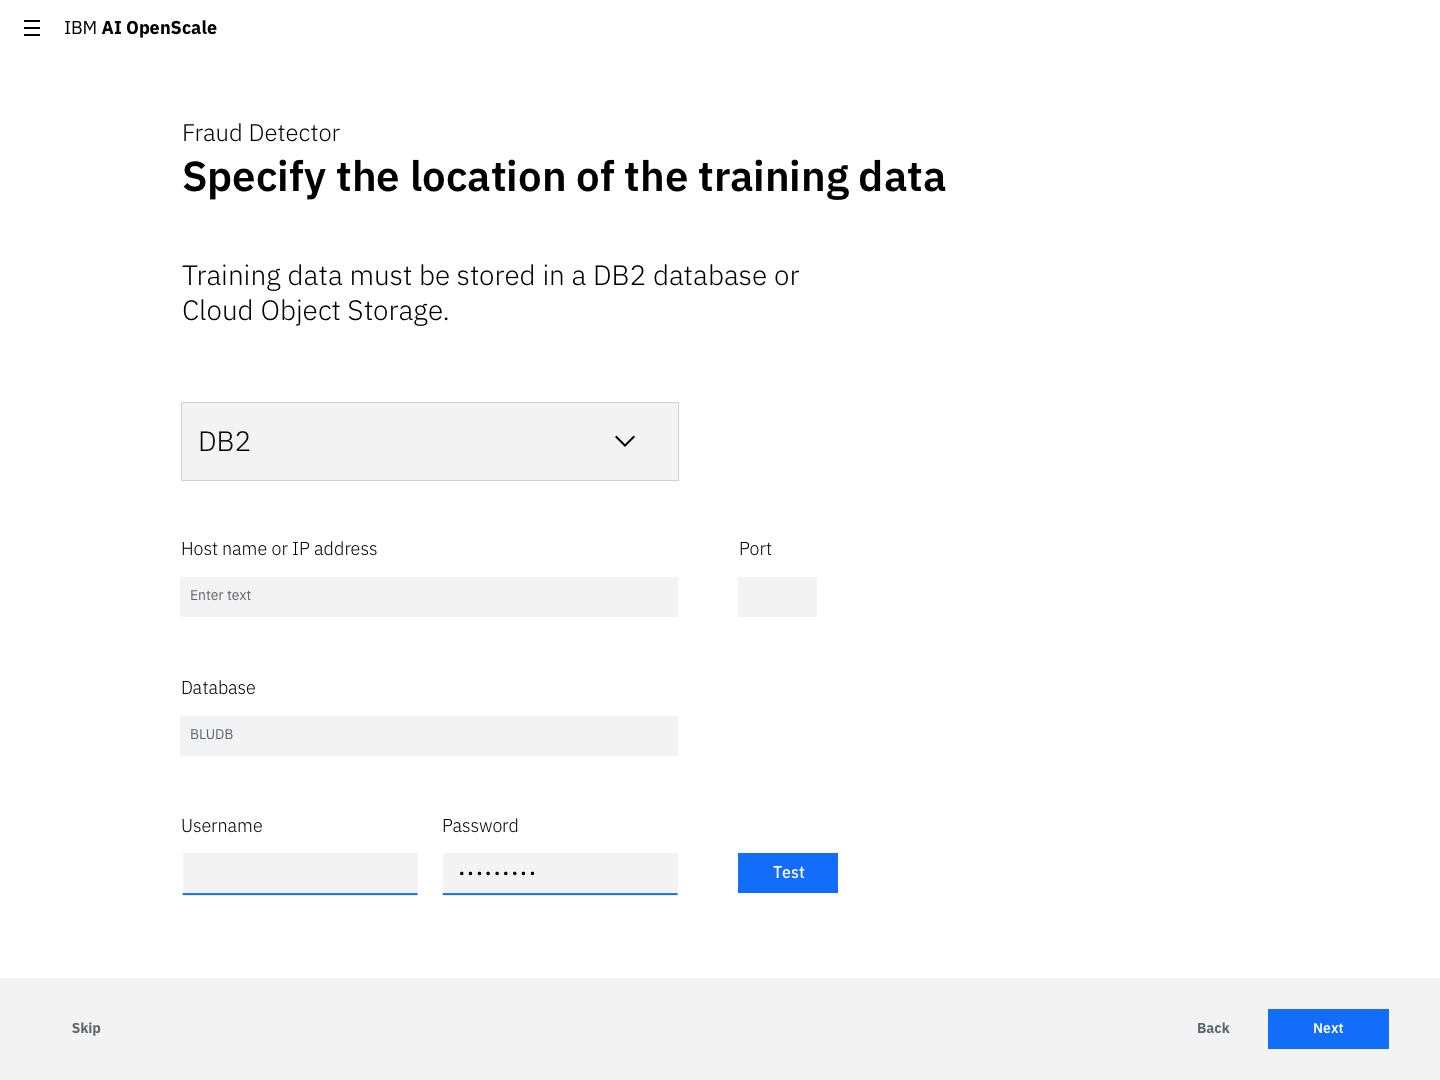 IBM AI OpenScale
Fraud Detector
Specify the location of the training data
Training data must be stored in a DB2 database or
Cloud Object Storage.
DB2
Host name or IP address
Port
Enter text
Database
BLUDB
Username
Password
•••••••••
Test
Skip
Back
Next